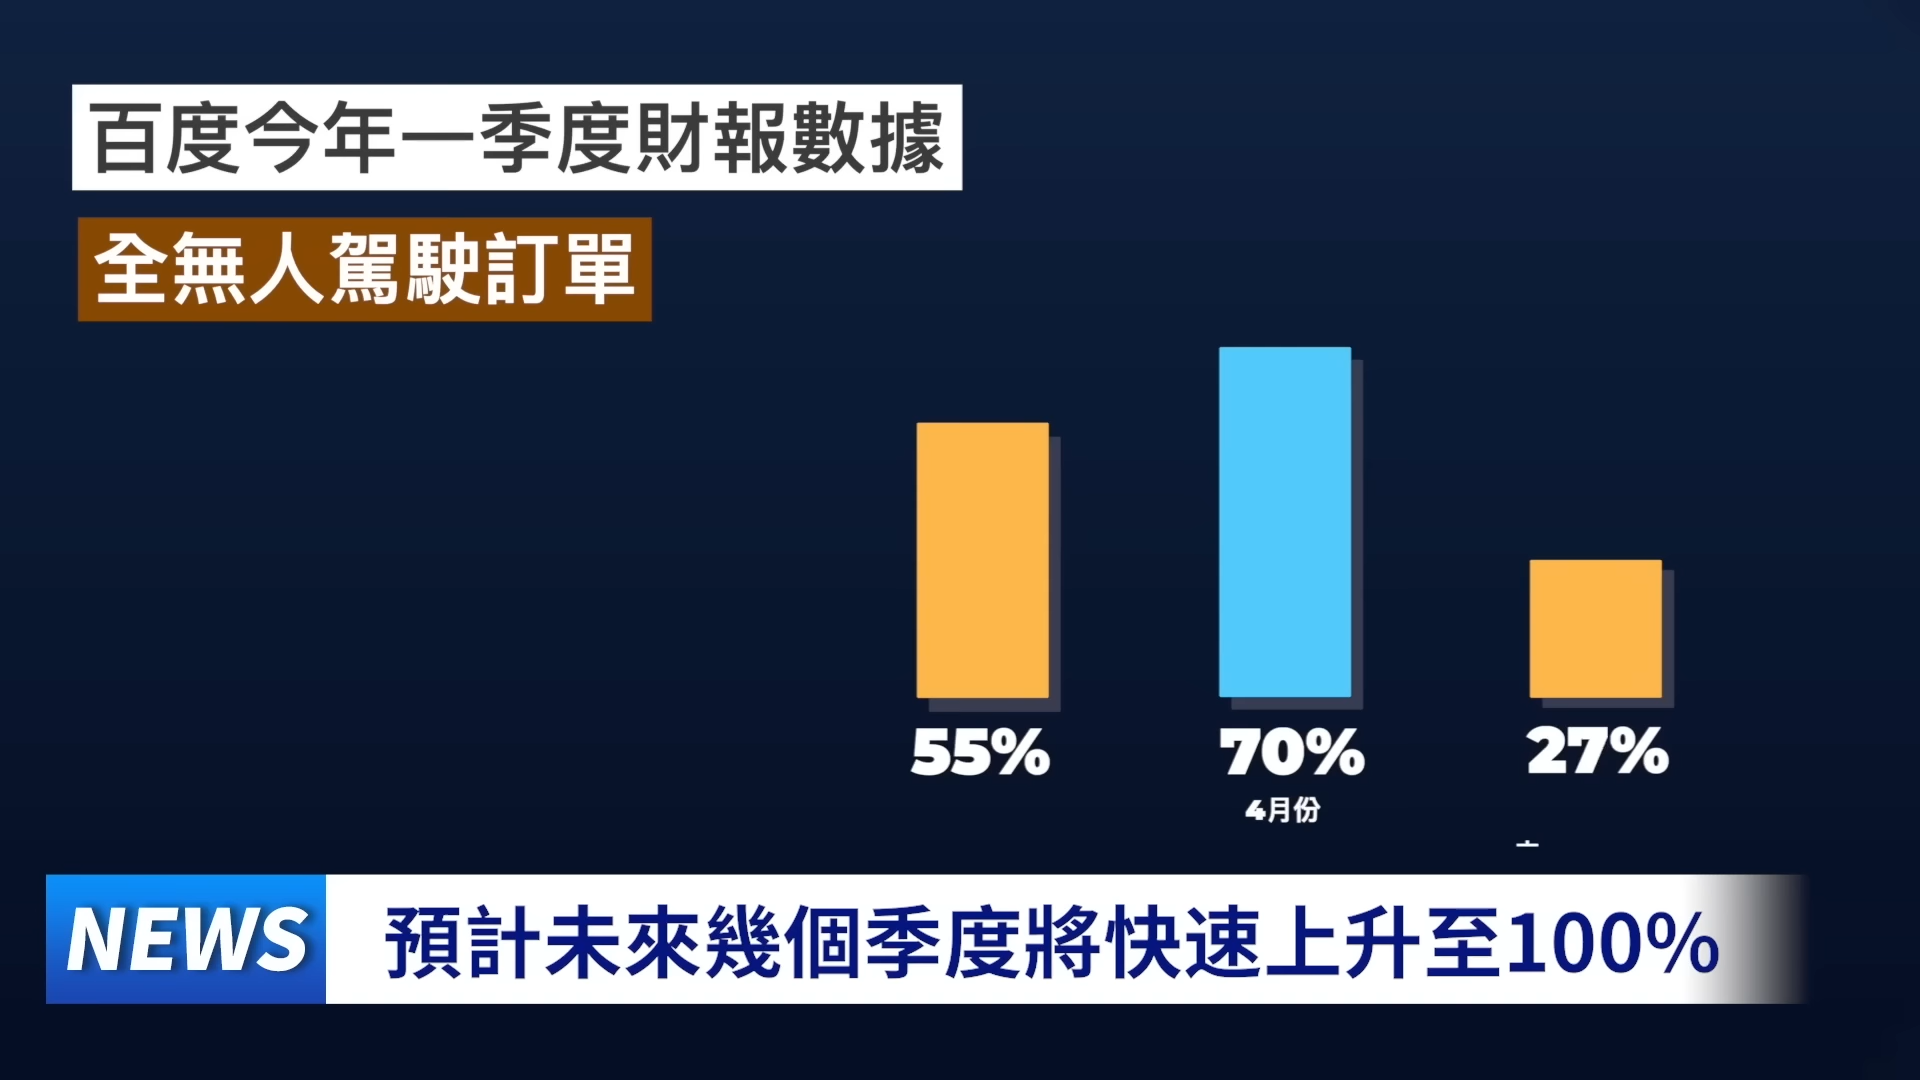 百度今年一季度財報數據
全無人駕駛訂單
55% 70% 27%
4月份
NEWS 預計未來幾個季度將快速上升至100%